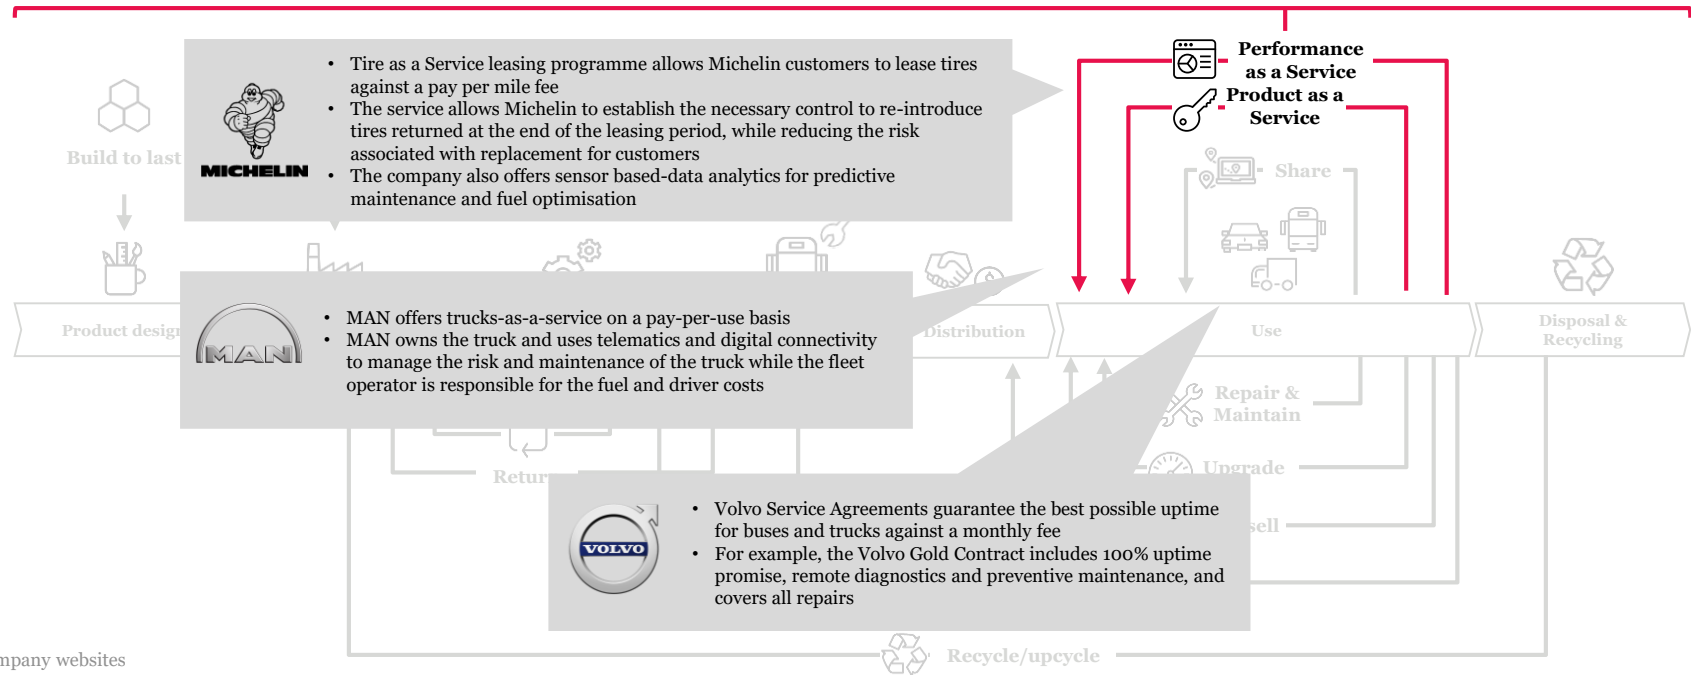 Performance
as a Service
Product as a
Service
• Tire as a Service leasing programme allows Michelin customers to lease tires
against a pay per mile fee
• The service allows Michelin to establish the necessary control to re-introduce
tires returned at the end of the leasing period, while reducing the risk
associated with replacement for customers
• The company also offers sensor based-data analytics for predictive
maintenance and fuel optimisation
MICHELIN
Build to last
Share
Product design
Distribution
Use
Disposal &
Recycling
MAN
• MAN offers trucks-as-a-service on a pay-per-use basis
• MAN owns the truck and uses telematics and digital connectivity
to manage the risk and maintenance of the truck while the fleet
operator is responsible for the fuel and driver costs
Repair &
Maintain
Upgrade
Retur
sell
VOLVO
• Volvo Service Agreements guarantee the best possible uptime
for buses and trucks against a monthly fee
• For example, the Volvo Gold Contract includes 100% uptime
promise, remote diagnostics and preventive maintenance, and
covers all repairs
Recycle/upcycle
mpany websites